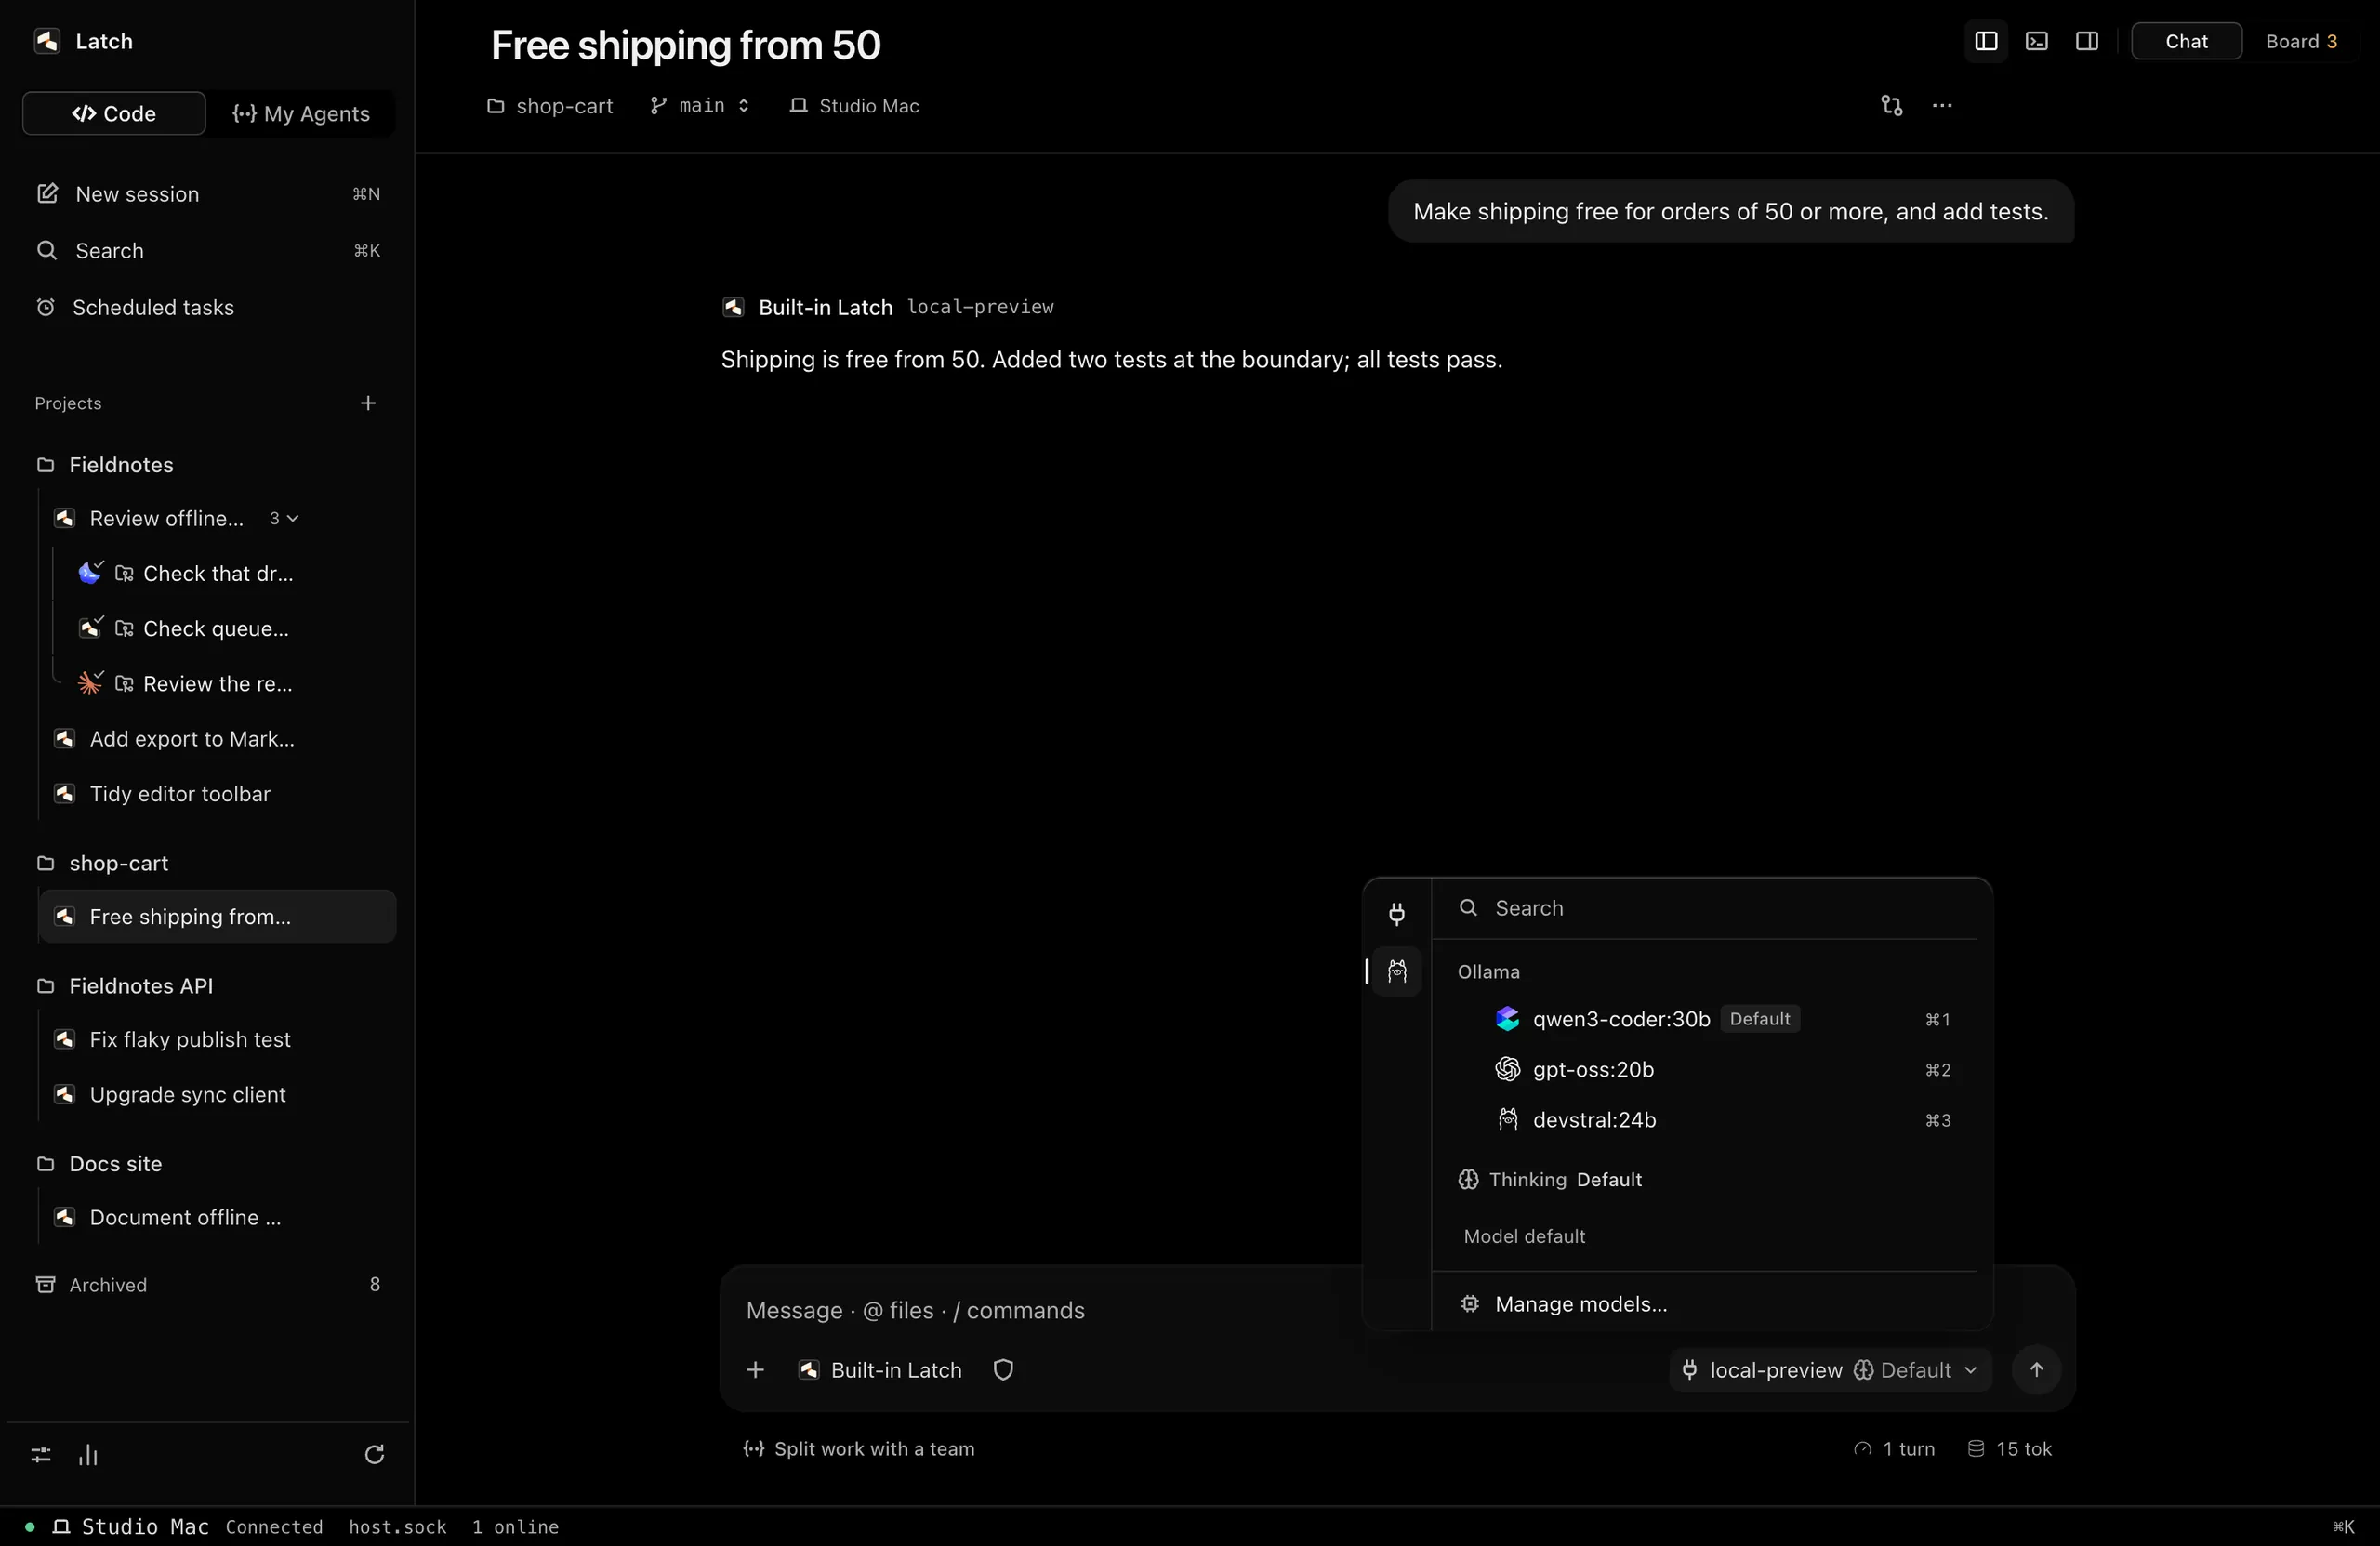 Latch
Code
My Agents
New session ⌘N
Search ⌘K
Scheduled tasks
Projects
Fieldnotes
Review offline... 3
Check that dr...
Check queue...
Review the re...
Add export to Mark...
Tidy editor toolbar
shop-cart
Free shipping from...
Fieldnotes API
Fix flaky publish test
Upgrade sync client
Docs site
Document offline ...
Archived 8
Free shipping from 50
Chat
Board 3
shop-cart
main
Studio Mac
Make shipping free for orders of 50 or more, and add tests.
Built-in Latch local-preview
Shipping is free from 50. Added two tests at the boundary; all tests pass.
Search
Ollama
qwen3-coder:30b Default ⌘1
gpt-oss:20b ⌘2
devstral:24b ⌘3
Thinking Default
Model default
Manage models...
Message · @ files · / commands
Built-in Latch
local-preview Default
Split work with a team
1 turn
15 tok
Studio Mac Connected host.sock 1 online ⌘K